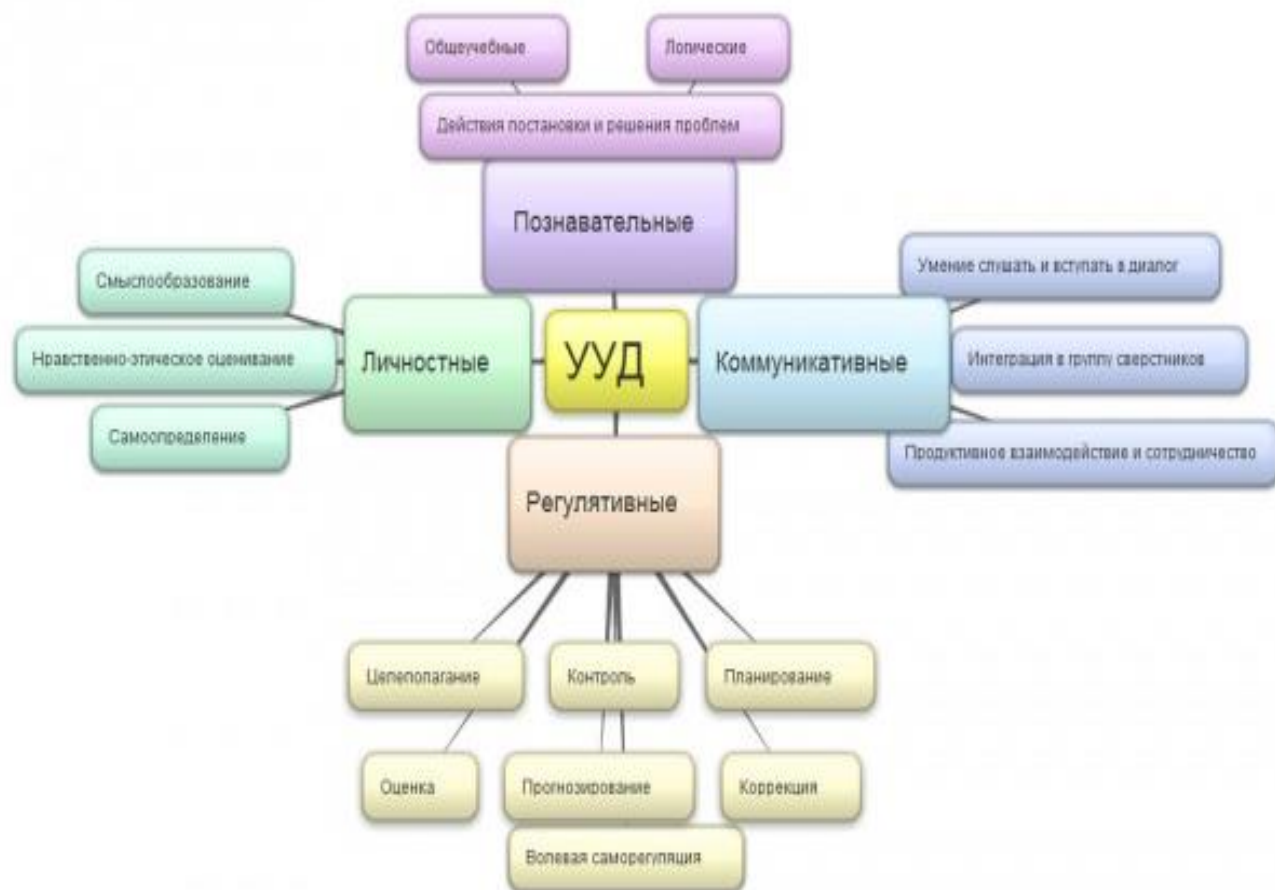 Общеучебные
Логические
Действия постановки и решения проблем
Познавательные
Смыслообразование
Нравственно-этическое оценивание
Самоопределение
Личностные
УУД
Коммуникативные
Умение слушать и вступать в диалог
Интеграция в группу сверстников
Продуктивное взаимодействие и сотрудничество
Регулятивные
Целеполагание
Контроль
Планирование
Оценка
Прогнозирование
Коррекция
Волевая саморегуляция